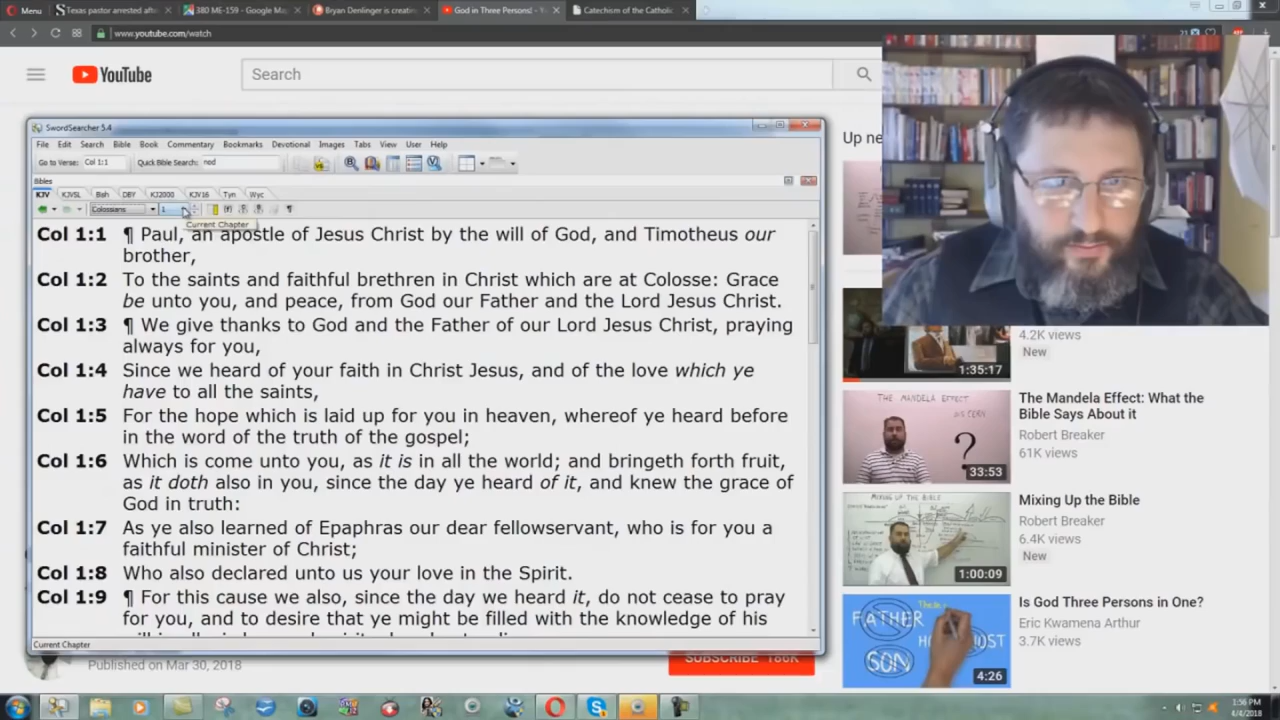 Menu
Texas pastor arrested afte
380 ME-159 - Google Ma
Bryan Denlinger is creatin
God in Three Persons! - Y
Catechism of the Catholic
www.youtube.com/watch
21
YouTube
Search
SwordSearcher 5.4
File Edit Search Bible Book Commentary Bookmarks Devotional Images Tabs View User Help
Go to Verse: Col 1:1 Quick Bible Search: nod
Bibles
KJV KJVSL Bish DBY KJ2000 KJV16 Tyn Wyc
Colossians 1
Current Chapter
Col 1:1 ¶ Paul, an apostle of Jesus Christ by the will of God, and Timotheus our
brother,
Col 1:2 To the saints and faithful brethren in Christ which are at Colosse: Grace
be unto you, and peace, from God our Father and the Lord Jesus Christ.
Col 1:3 ¶ We give thanks to God and the Father of our Lord Jesus Christ, praying
always for you,
Col 1:4 Since we heard of your faith in Christ Jesus, and of the love which ye
have to all the saints,
Col 1:5 For the hope which is laid up for you in heaven, whereof ye heard before
in the word of the truth of the gospel;
Col 1:6 Which is come unto you, as it is in all the world; and bringeth forth fruit,
as it doth also in you, since the day ye heard of it, and knew the grace of
God in truth:
Col 1:7 As ye also learned of Epaphras our dear fellowservant, who is for you a
faithful minister of Christ;
Col 1:8 Who also declared unto us your love in the Spirit.
Col 1:9 ¶ For this cause we also, since the day we heard it, do not cease to pray
for you, and to desire that ye might be filled with the knowledge of his
Current Chapter
Published on Mar 30, 2018
SUBSCRIBE 166K
Up ne
4.2K views
New
1:35:17
THE MANDELA EFFECT
DISCERN
?
33:53
The Mandela Effect: What the
Bible Says About it
Robert Breaker
61K views
MIXING UP THE BIBLE
1:00:09
Mixing Up the Bible
Robert Breaker
6.4K views
New
FATHER
SON
4:26
Is God Three Persons in One?
Eric Kwamena Arthur
3.7K views
1:56 PM
4/4/2018